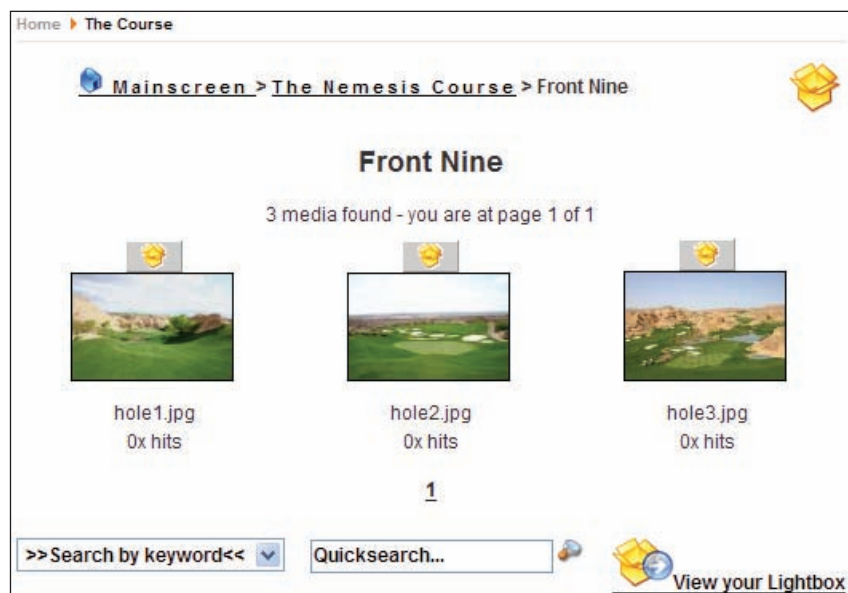 Home The Course
Mainscreen > The Nemesis Course > Front Nine
Front Nine
3 media found - you are at page 1 of 1
hole1.jpg hole2.jpg hole3.jpg
0x hits 0x hits 0x hits
1
>>Search by keyword<< Quicksearch... View your Lightbox